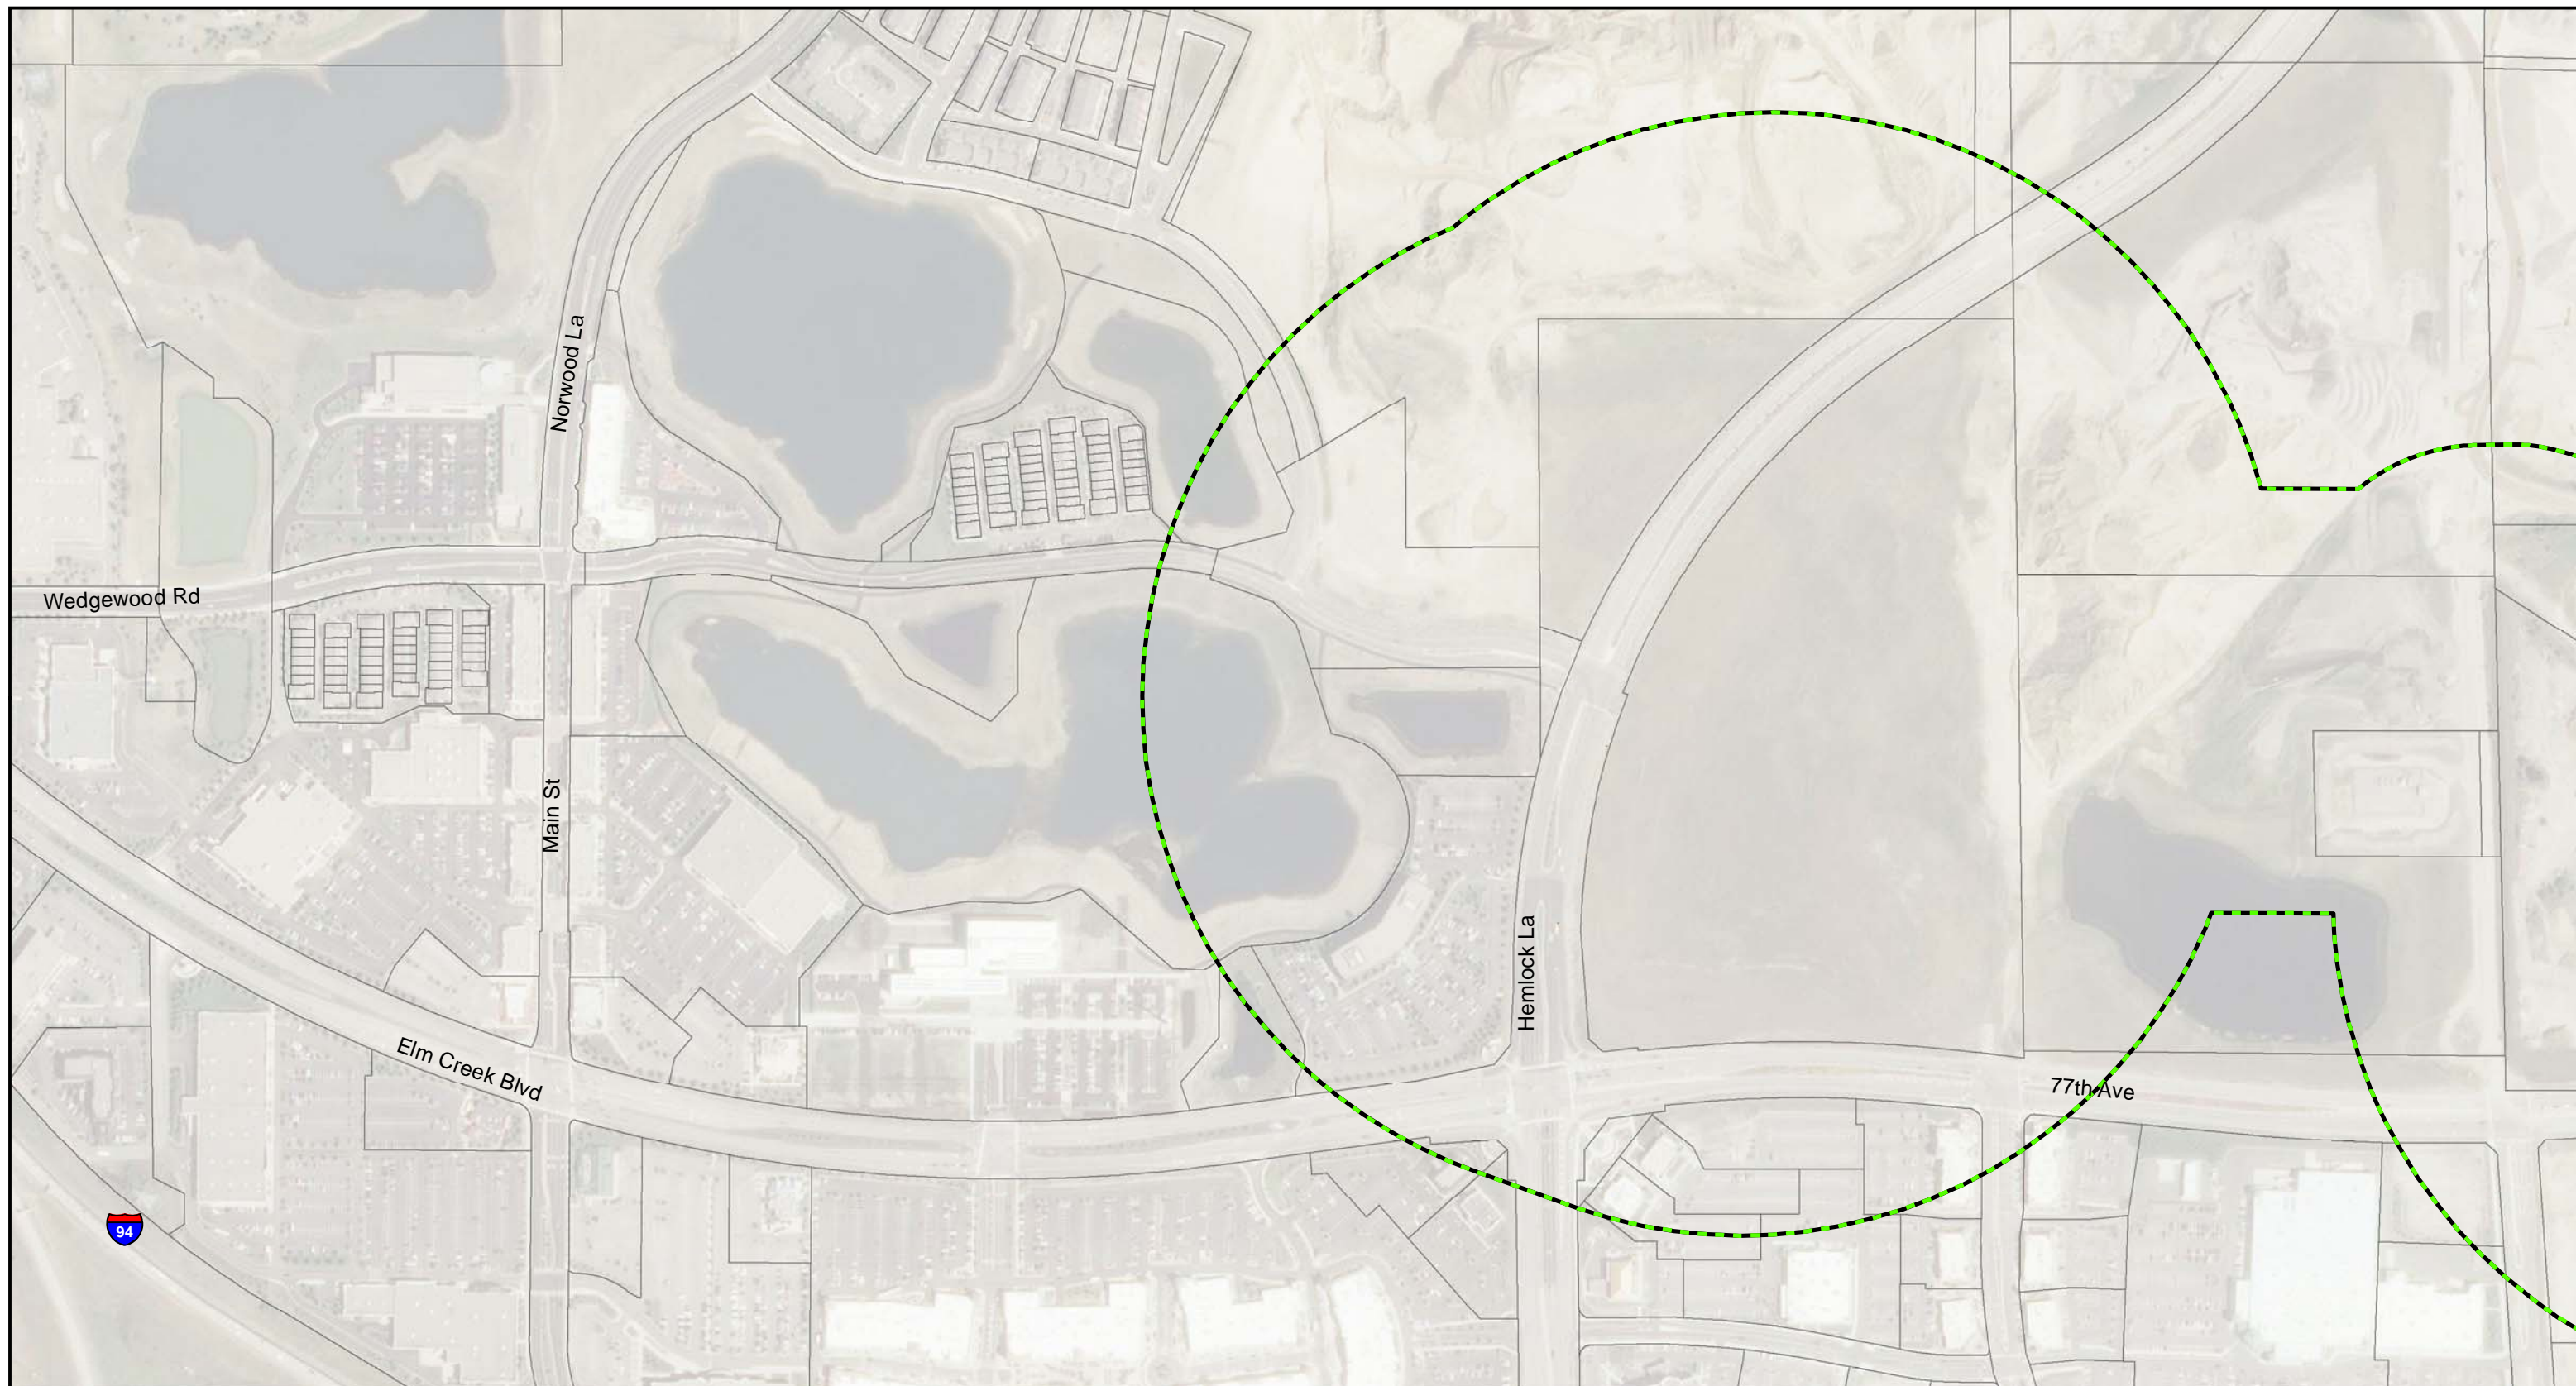 Norwood La
Wedgewood Rd
Main St
Hemlock La
Elm Creek Blvd
77th Ave
94